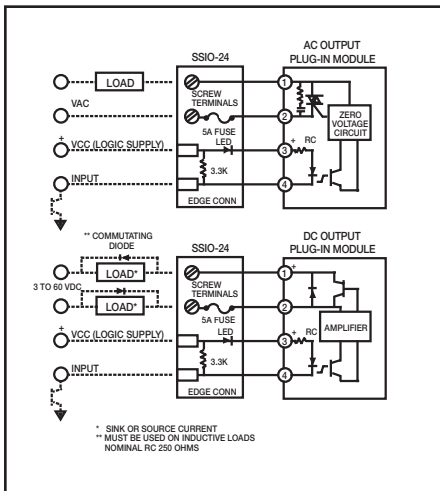 SSIO-24
AC OUTPUT
PLUG-IN MODULE
LOAD
VAC
SCREW
TERMINALS
5A FUSE
LED
+
VCC (LOGIC SUPPLY)
3.3K
INPUT
EDGE CONN
1
2
3
4
+ RC
ZERO
VOLTAGE
CIRCUIT
** COMMUTATING
DIODE
SSIO-24
DC OUTPUT
PLUG-IN MODULE
LOAD*
3 TO 60 VDC
LOAD*
SCREW
TERMINALS
5A FUSE
LED
+
VCC (LOGIC SUPPLY)
3.3K
INPUT
EDGE CONN
1 +
2
3
4
+ RC
AMPLIFIER
* SINK OR SOURCE CURRENT
** MUST BE USED ON INDUCTIVE LOADS
NOMINAL RC 250 OHMS